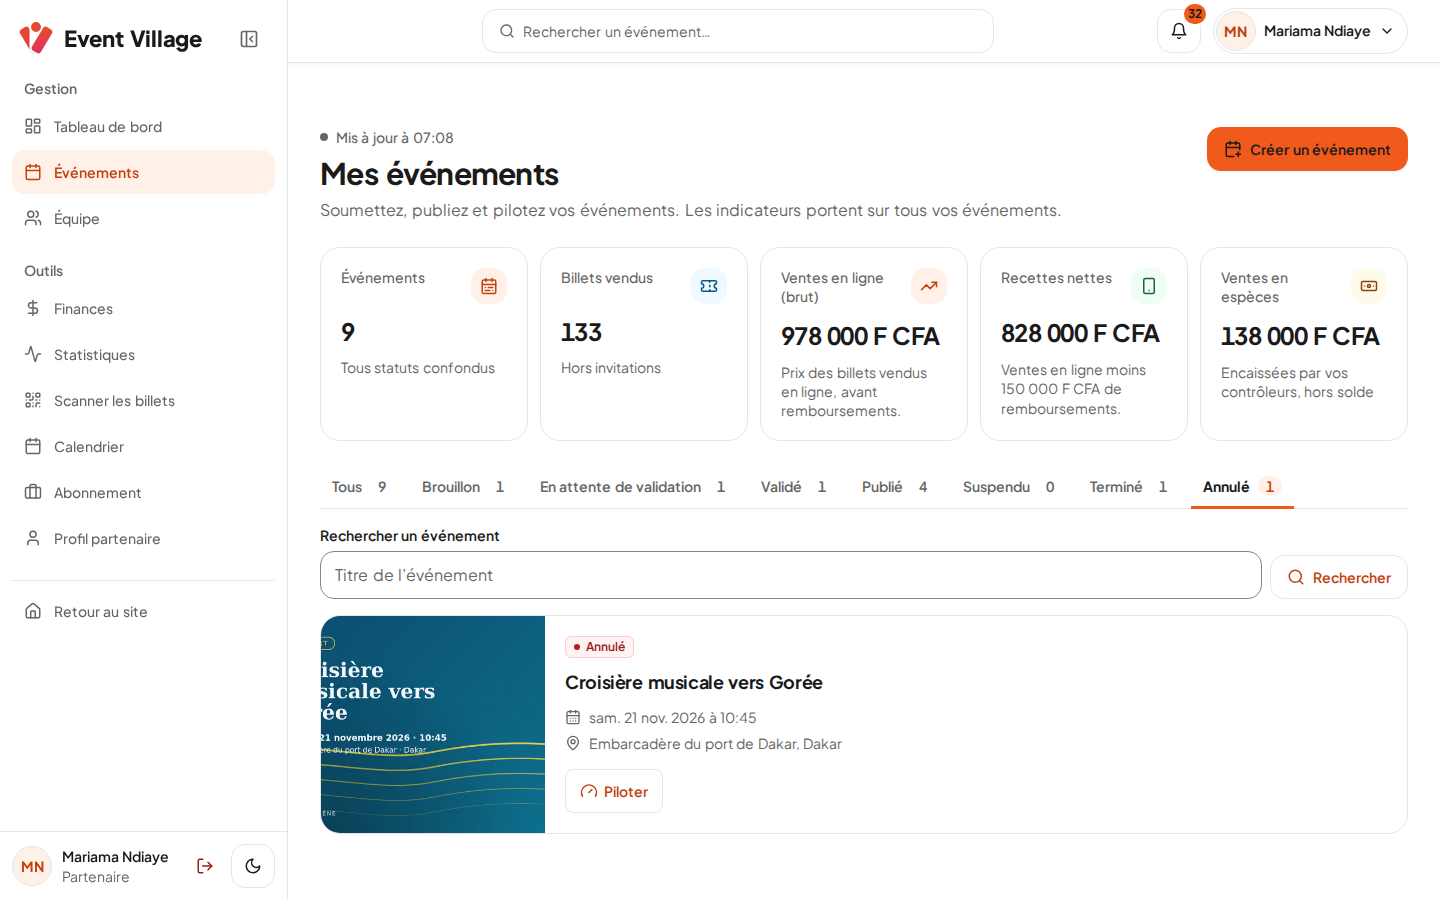 Event Village
Gestion
Tableau de bord
Événements
Équipe
Outils
Finances
Statistiques
Scanner les billets
Calendrier
Abonnement
Profil partenaire
Retour au site
MN
Mariama Ndiaye
Partenaire
Rechercher un événement...
32
MN
Mariama Ndiaye
Mis à jour à 07:08
Mes événements
Soumettez, publiez et pilotez vos événements. Les indicateurs portent sur tous vos événements.
Créer un événement
Événements
9
Tous statuts confondus
Billets vendus
133
Hors invitations
Ventes en ligne
(brut)
978 000 F CFA
Prix des billets vendus
en ligne, avant
remboursements.
Recettes nettes
828 000 F CFA
Ventes en ligne moins
150 000 F CFA de
remboursements.
Ventes en
espèces
138 000 F CFA
Encaissées par vos
contrôleurs, hors solde
Tous 9
Brouillon 1
En attente de validation 1
Validé 1
Publié 4
Suspendu 0
Terminé 1
Annulé 1
Rechercher un événement
Titre de l'événement
Rechercher
isière
sicale vers
rée
21 novembre 2026 · 10:45
ère du port de Dakar · Dakar
Annulé
Croisière musicale vers Gorée
sam. 21 nov. 2026 à 10:45
Embarcadère du port de Dakar, Dakar
Piloter